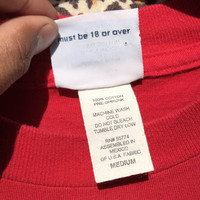 must be 18 or over
100% COTTON
PRE-SHRUNK
MACHINE WASH
COLD
DO NOT BLEACH
TUMBLE DRY LOW
RN# 55774
ASSEMBLED IN
MEXICO
OF U.S.A. FABRIC
MEDIUM